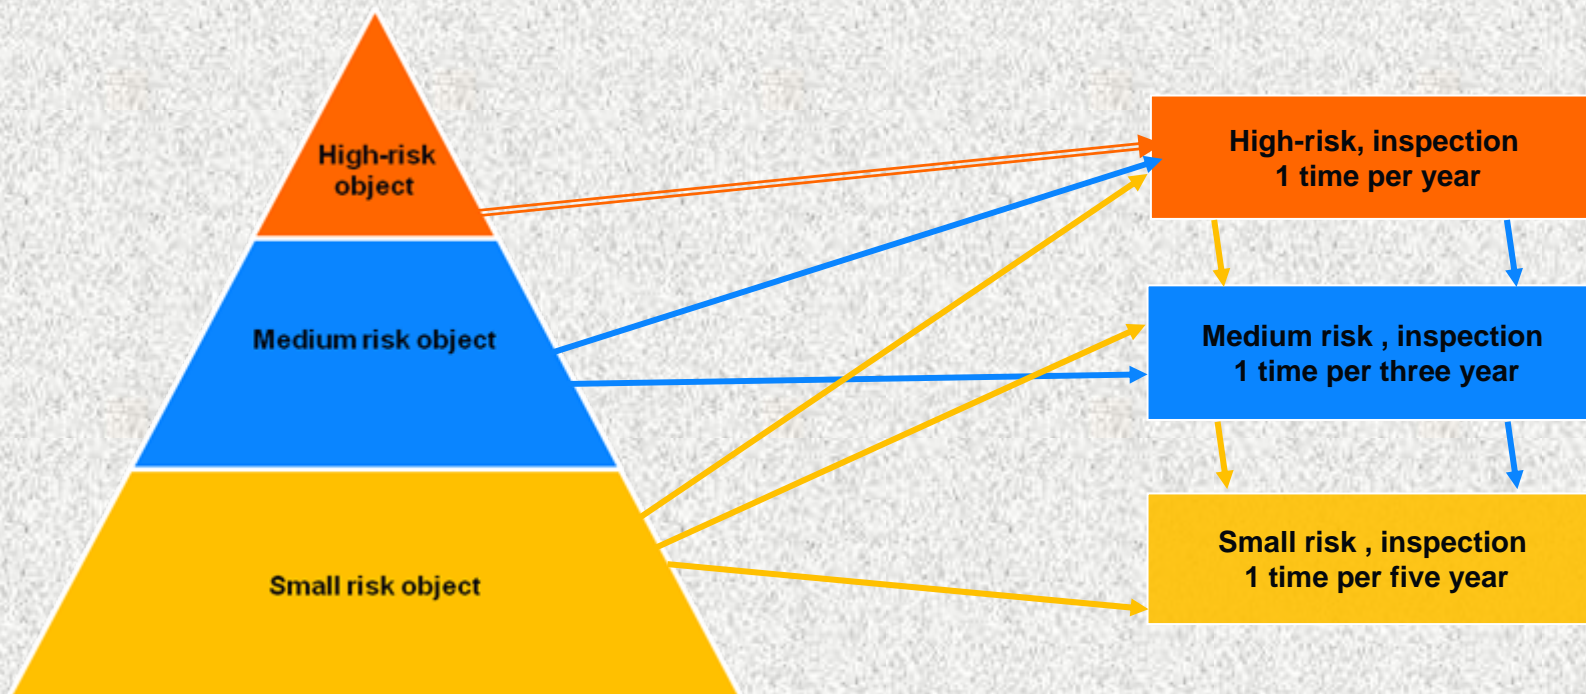 High-risk
object
Medium risk object
Small risk object
High-risk, inspection
1 time per year
Medium risk , inspection
1 time per three year
Small risk , inspection
1 time per five year